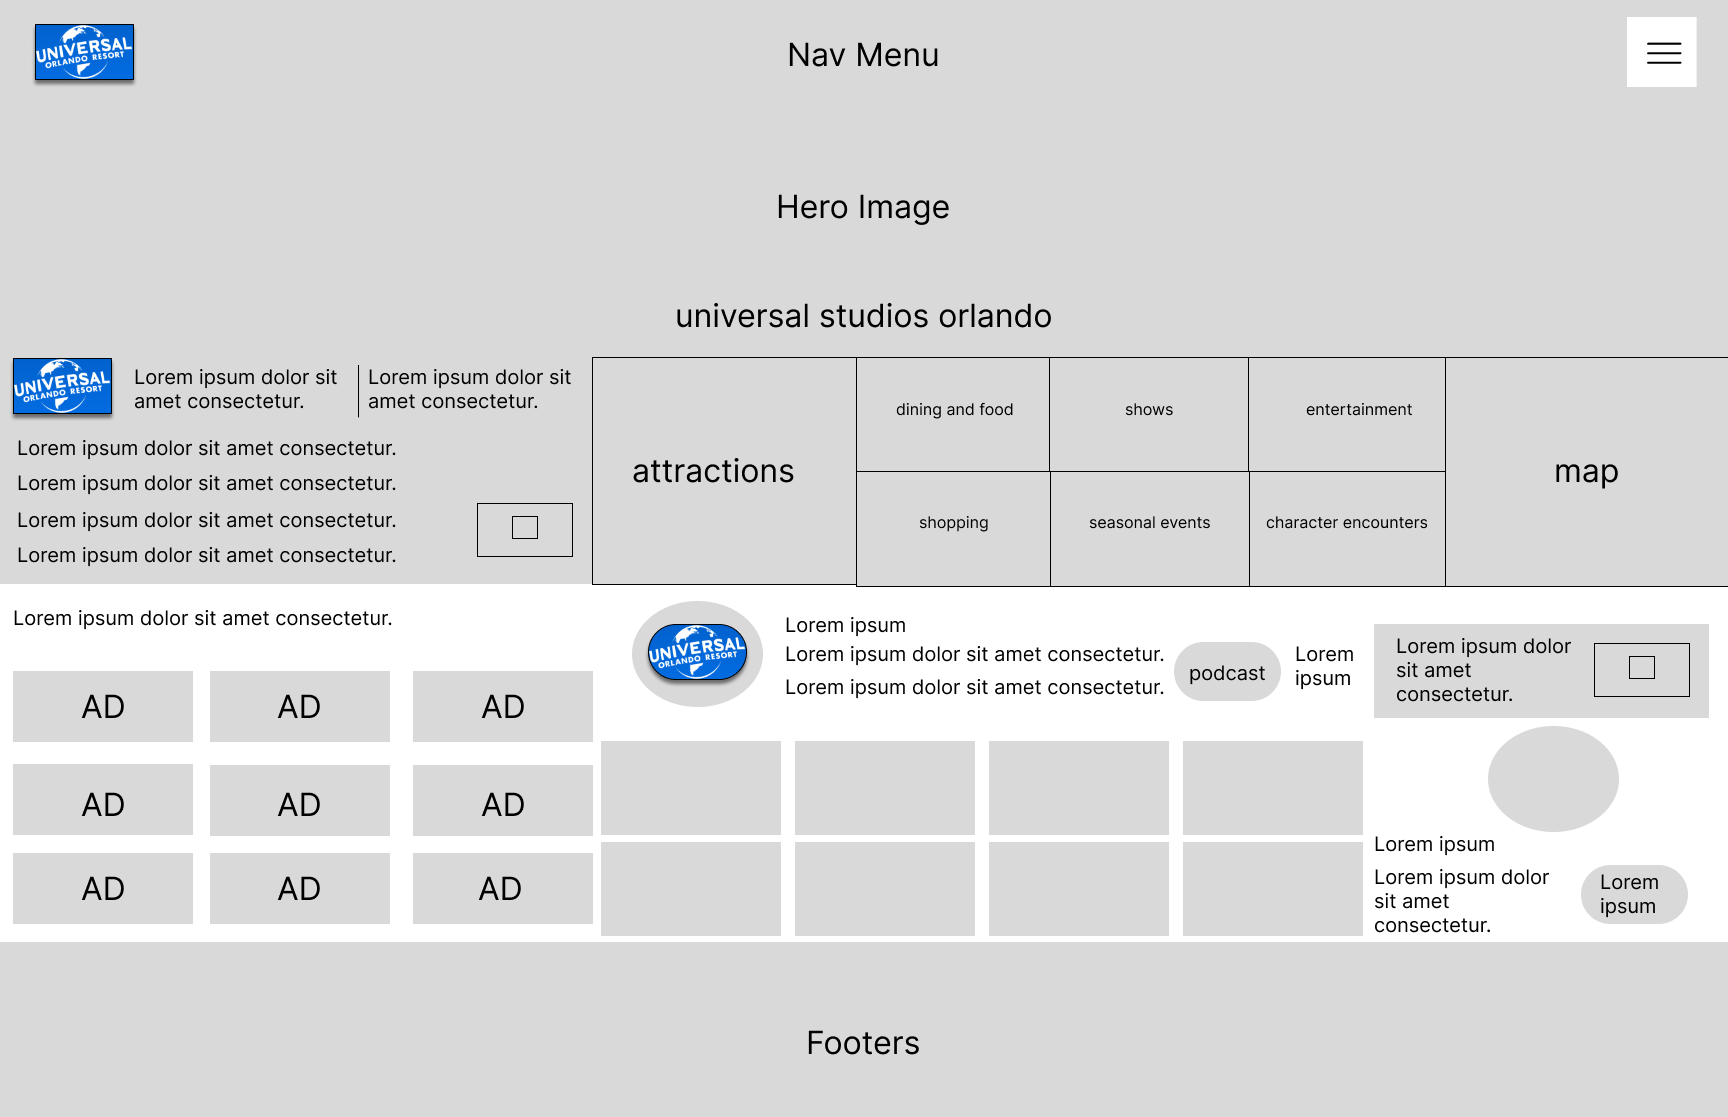 UNIVERSAL
ORLANDO RESORT
Nav Menu
Hero Image
universal studios orlando
UNIVERSAL
ORLANDO RESORT
Lorem ipsum dolor sit
amet consectetur.
Lorem ipsum dolor sit
amet consectetur.
Lorem ipsum dolor sit amet consectetur.
Lorem ipsum dolor sit amet consectetur.
Lorem ipsum dolor sit amet consectetur.
Lorem ipsum dolor sit amet consectetur.
attractions
dining and food
shows
entertainment
shopping
seasonal events
character encounters
map
Lorem ipsum dolor sit amet consectetur.
AD
AD
AD
AD
AD
AD
AD
AD
AD
UNIVERSAL
ORLANDO RESORT
Lorem ipsum
Lorem ipsum dolor sit amet consectetur.
Lorem ipsum dolor sit amet consectetur.
podcast
Lorem
ipsum
Lorem ipsum dolor
sit amet
consectetur.
Lorem ipsum
Lorem ipsum dolor
sit amet
consectetur.
Lorem
ipsum
Footers